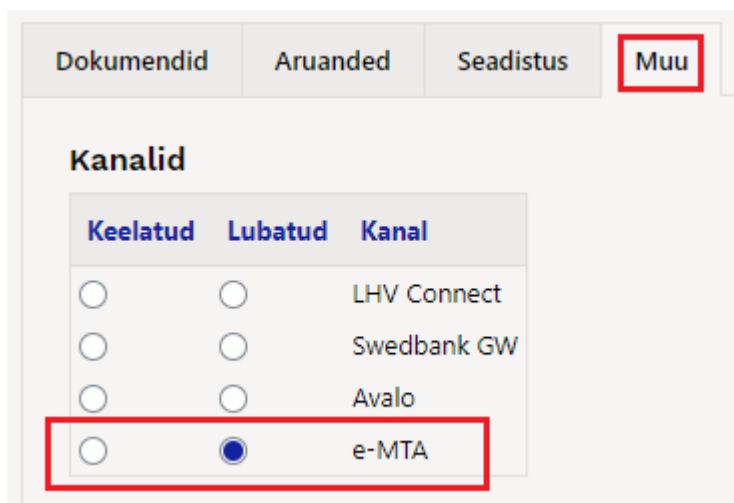 Dokumendid Aruanded Seadistus Muu
Kanalid
Keelatud Lubatud Kanal
LHV Connect
Swedbank GW
Avalo
e-MTA